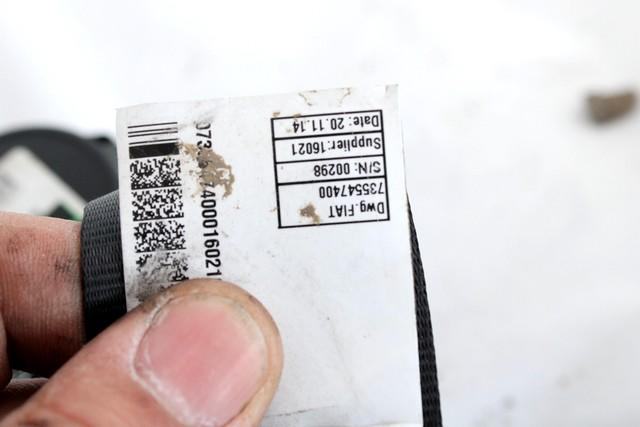 Dwg.FIAT
735547400
S/N: 00298
Supplier:16021
Date: 20.11.14